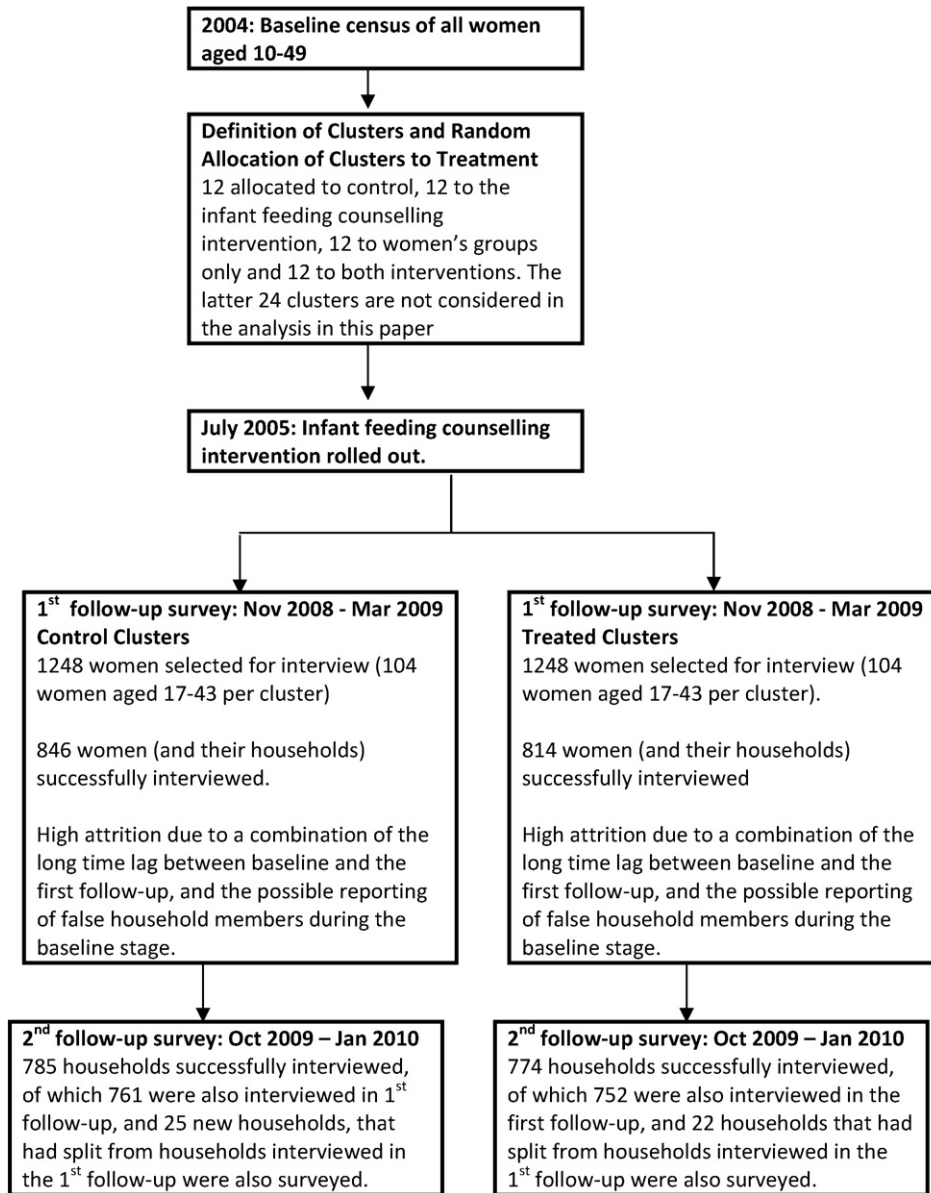 2004: Baseline census of all women
aged 10-49
Definition of Clusters and Random
Allocation of Clusters to Treatment
12 allocated to control, 12 to the
infant feeding counselling
intervention, 12 to women’s groups
only and 12 to both interventions. The
latter 24 clusters are not considered in
the analysis in this paper
July 2005: Infant feeding counselling
intervention rolled out.
1st follow-up survey: Nov 2008 - Mar 2009
Control Clusters
1248 women selected for interview (104
women aged 17-43 per cluster)
846 women (and their households)
successfully interviewed.
High attrition due to a combination of the
long time lag between baseline and the
first follow-up, and the possible reporting
of false household members during the
baseline stage.
1st follow-up survey: Nov 2008 - Mar 2009
Treated Clusters
1248 women selected for interview (104
women aged 17-43 per cluster).
814 women (and their households)
successfully interviewed
High attrition due to a combination of the
long time lag between baseline and the
first follow-up, and the possible reporting
of false household members during the
baseline stage.
2nd follow-up survey: Oct 2009 – Jan 2010
785 households successfully interviewed,
of which 761 were also interviewed in 1st
follow-up, and 25 new households, that
had split from households interviewed in
the 1st follow-up were also surveyed.
2nd follow-up survey: Oct 2009 – Jan 2010
774 households successfully interviewed,
of which 752 were also interviewed in the
first follow-up, and 22 households that had
split from households interviewed in the
1st follow-up were also surveyed.